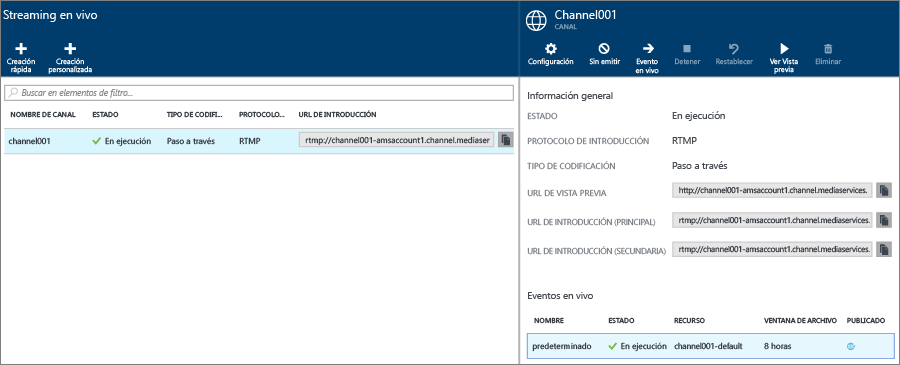 Streaming en vivo
Creación rápida
Creación personalizada
Buscar en elementos de filtro...
NOMBRE DE CANAL ESTADO TIPO DE CODIFI... PROTOCOLO... URL DE INTRODUCCIÓN
channel001 En ejecución Paso a través RTMP rtmp://channel001-amsaccount1.channel.mediaser
Channel001
CANAL
Configuración
Sin emitir
Evento en vivo
Detener
Restablecer
Ver Vista previa
Eliminar
Información general
ESTADO En ejecución
PROTOCOLO DE INTRODUCCIÓN RTMP
TIPO DE CODIFICACIÓN Paso a través
URL DE VISTA PREVIA http://channel001-amsaccount1.channel.mediaservices.
URL DE INTRODUCCIÓN (PRINCIPAL) rtmp://channel001-amsaccount1.channel.mediaservices.
URL DE INTRODUCCIÓN (SECUNDARIA) rtmp://channel001-amsaccount1.channel.mediaservices.
Eventos en vivo
NOMBRE ESTADO RECURSO VENTANA DE ARCHIVO PUBLICADO
predeterminado En ejecución channel001-default 8 horas